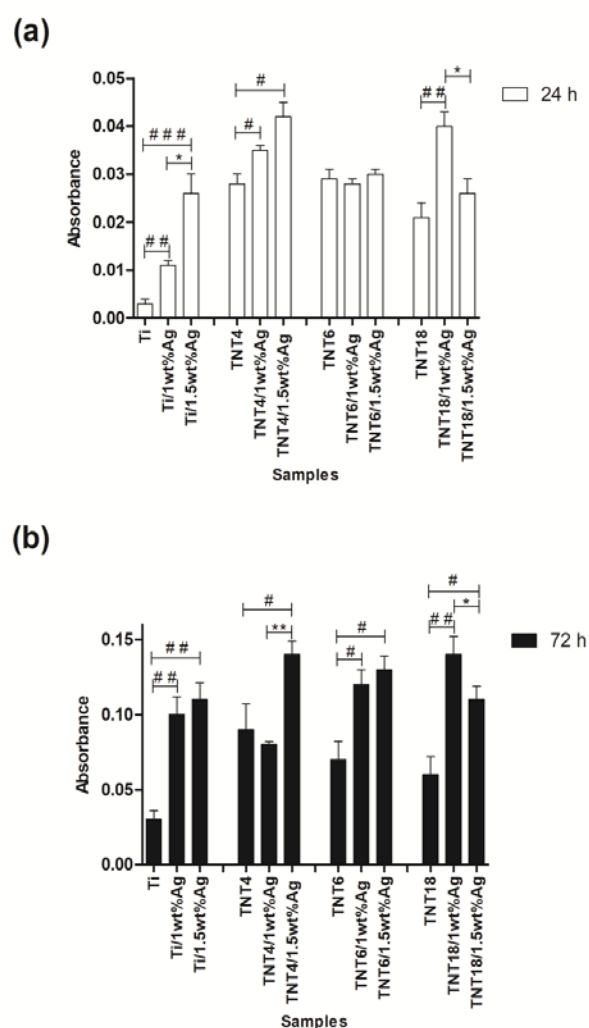 (a)
# # #
*
# #
#
#
# #
*
24 h
Absorbance
0.05
0.04
0.03
0.02
0.01
0.00
Ti
Ti/1wt%Ag
Ti/1.5wt%Ag
TNT4
TNT4/1wt%Ag
TNT4/1.5wt%Ag
TNT6
TNT6/1wt%Ag
TNT6/1.5wt%Ag
TNT18
TNT18/1wt%Ag
TNT18/1.5wt%Ag
Samples
(b)
# #
# #
#
**
#
#
#
# #
*
72 h
Absorbance
0.15
0.10
0.05
0.00
Ti
Ti/1wt%Ag
Ti/1.5wt%Ag
TNT4
TNT4/1wt%Ag
TNT4/1.5wt%Ag
TNT6
TNT6/1wt%Ag
TNT6/1.5wt%Ag
TNT18
TNT18/1wt%Ag
TNT18/1.5wt%Ag
Samples